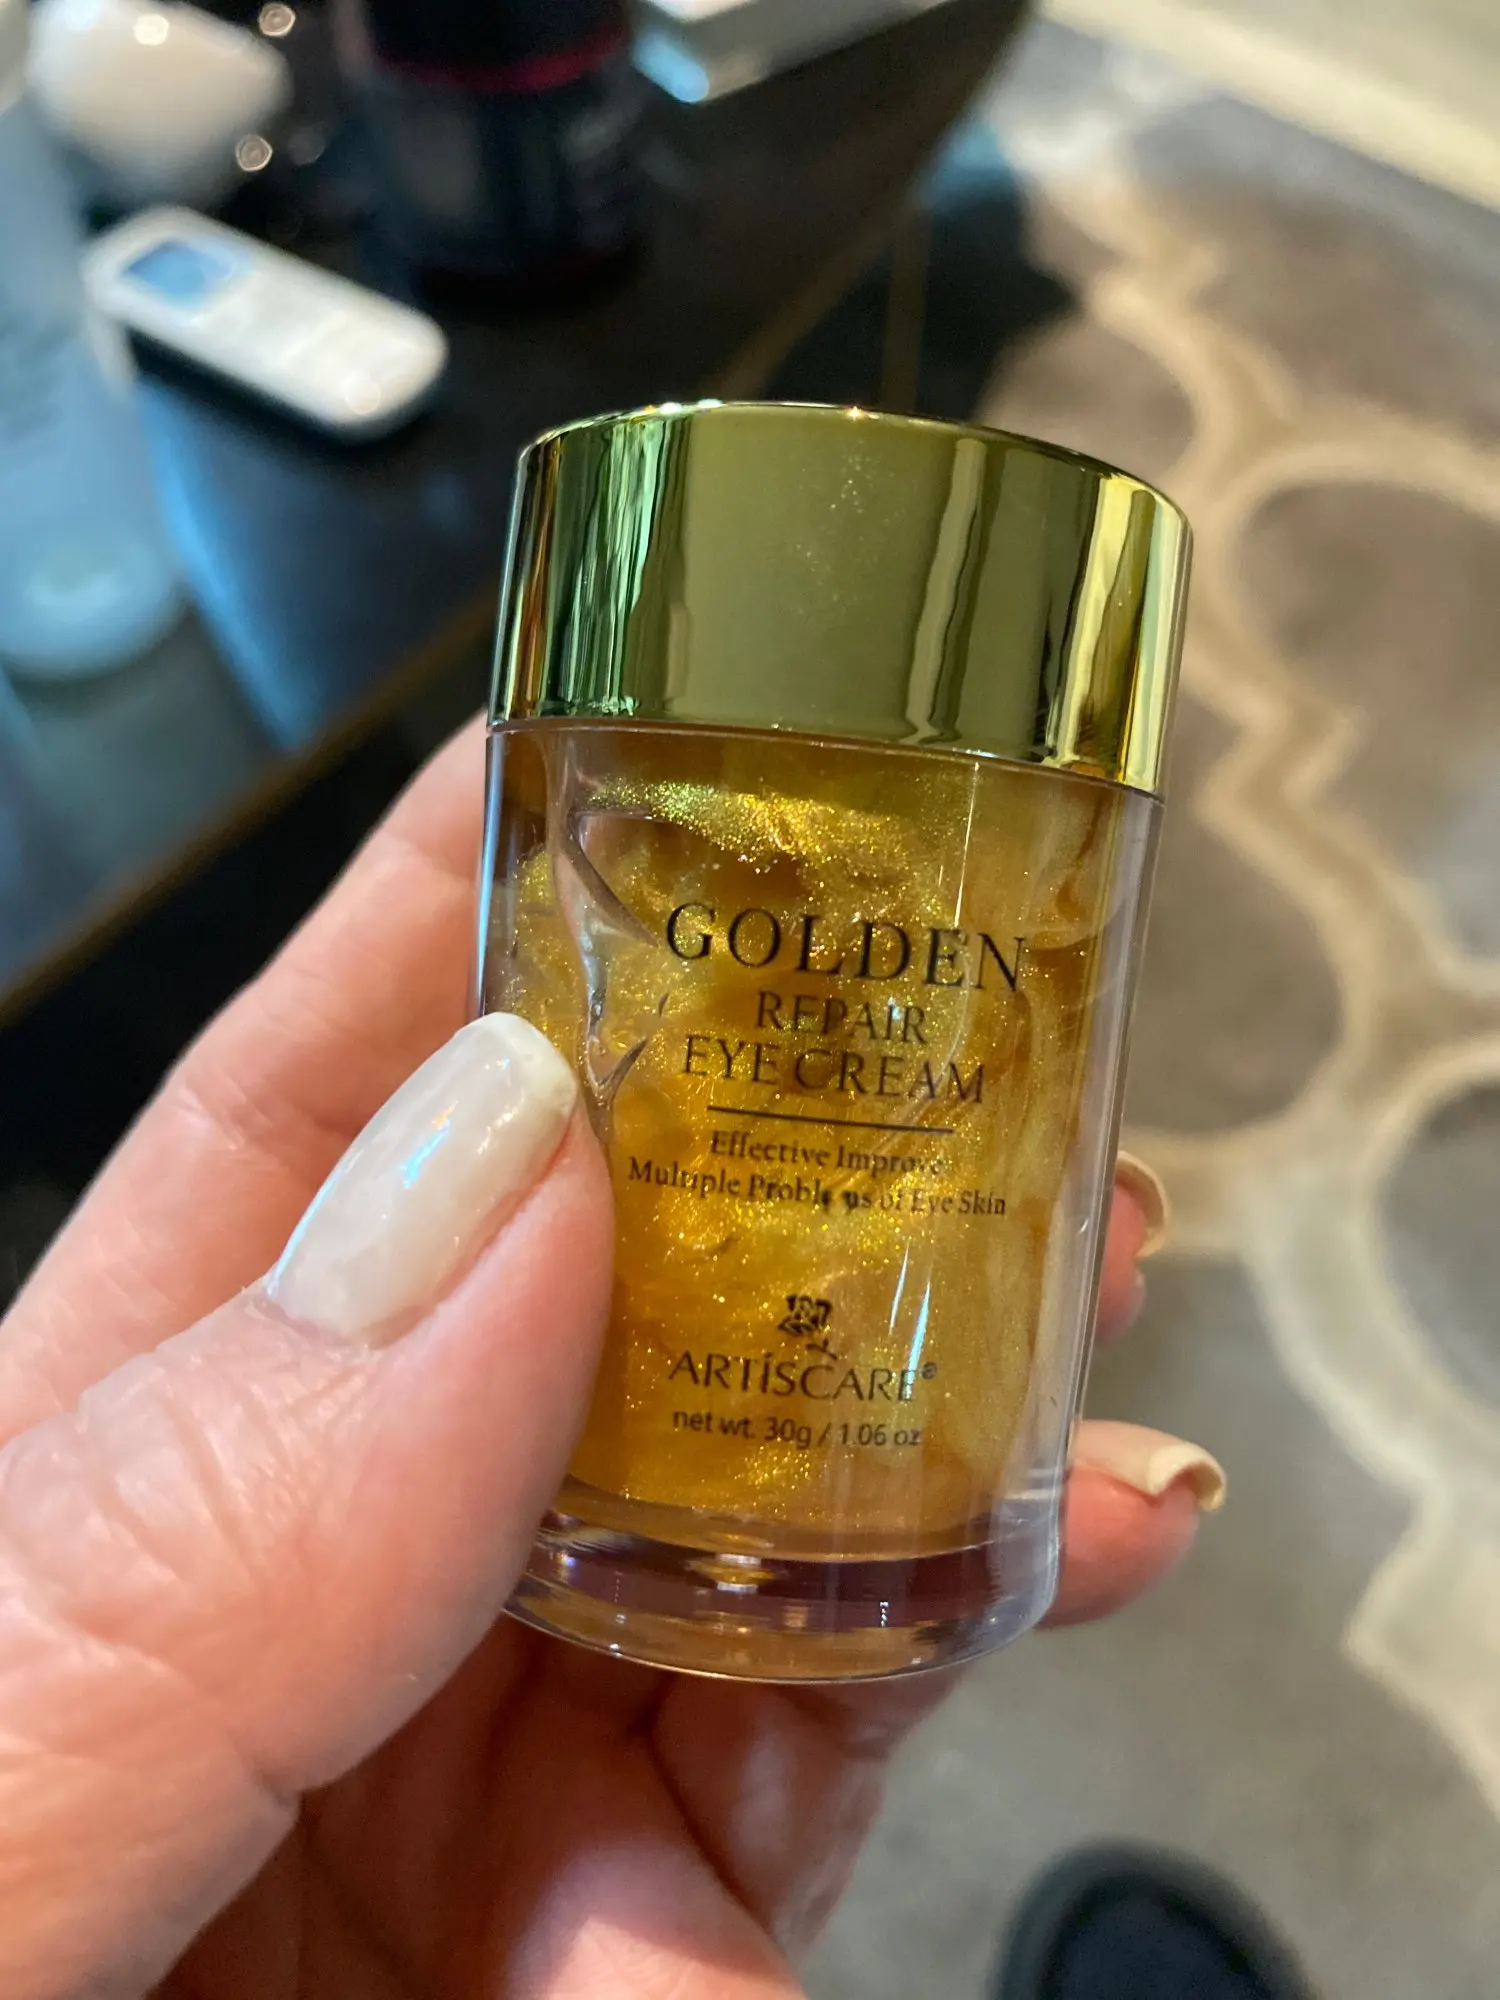 GOLDEN
REPAIR
EYE CREAM
Effective Improve
Multiple Problems of Eye Skin
ARTISCARE®
net wt. 30g / 1.06 oz